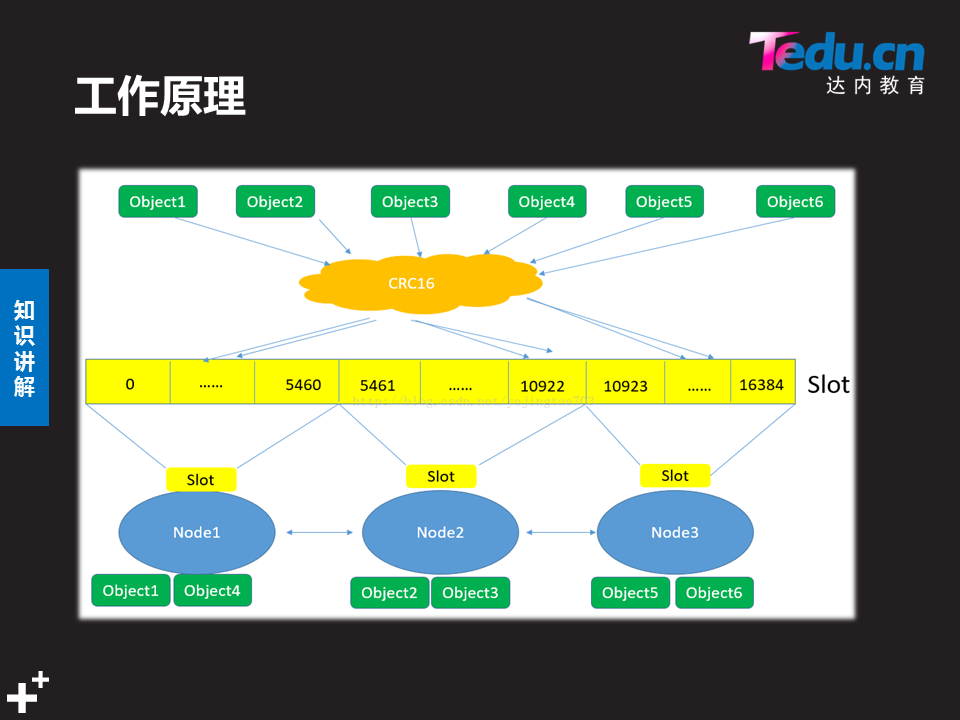 Tedu.cn
达内教育
工作原理
知识讲解
Object1 Object2 Object3 Object4 Object5 Object6
CRC16
0 …… 5460 5461 …… 10922 10923 …… 16384 Slot
Slot Slot Slot
Node1 Node2 Node3
Object1 Object4 Object2 Object3 Object5 Object6